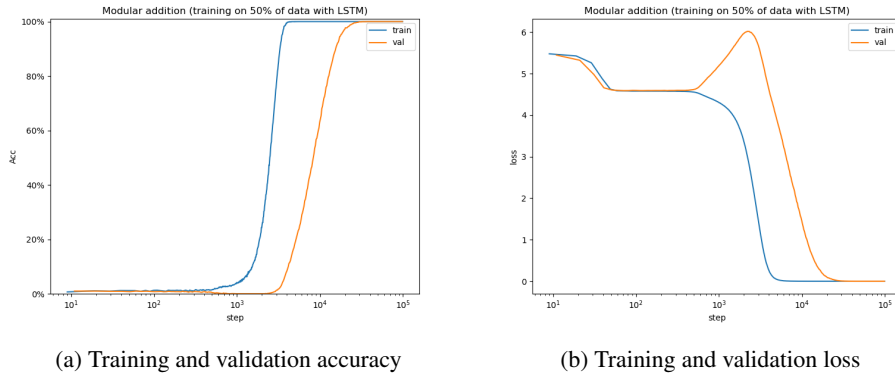 Modular addition (training on 50% of data with LSTM)
train
val
100%
80%
60%
40%
20%
0%
Acc
10¹ 10² 10³ 10⁴ 10⁵
step
(a) Training and validation accuracy
Modular addition (training on 50% of data with LSTM)
train
val
6
5
4
3
2
1
0
loss
10¹ 10² 10³ 10⁴ 10⁵
step
(b) Training and validation loss